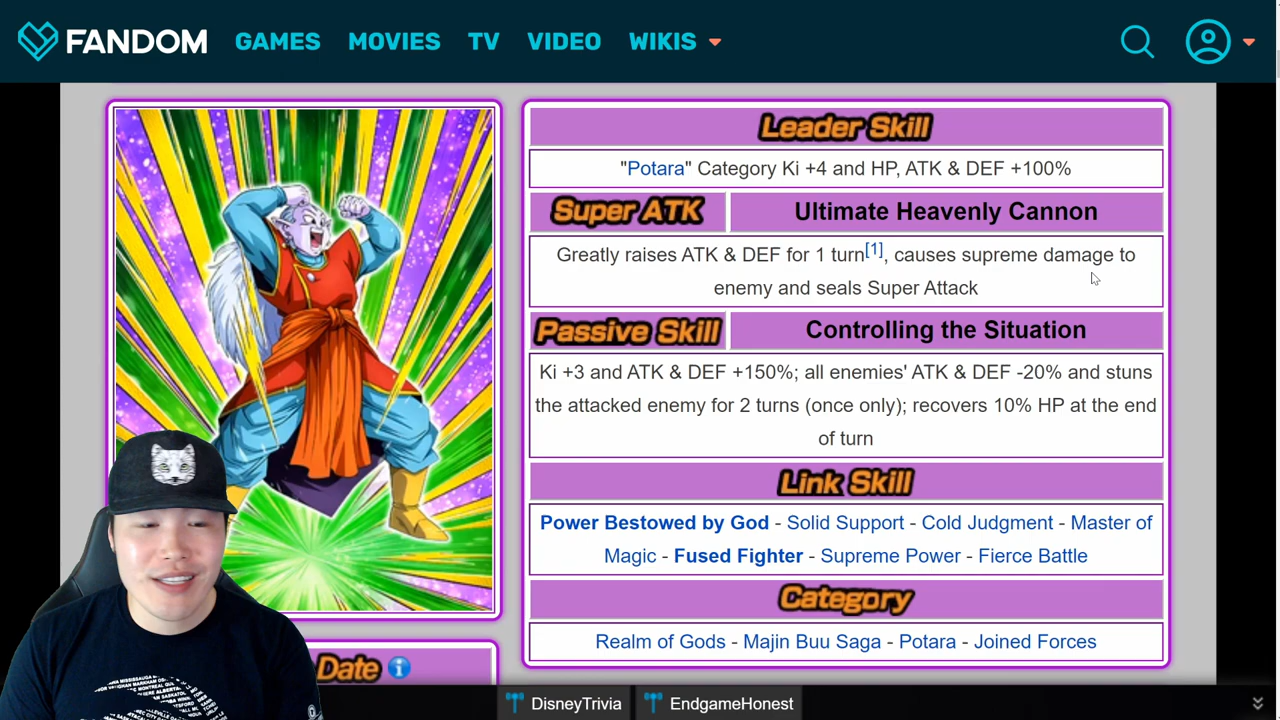 FANDOM GAMES MOVIES TV VIDEO WIKIS
Leader Skill
"Potara" Category Ki +4 and HP, ATK & DEF +100%
Super ATK
Ultimate Heavenly Cannon
Greatly raises ATK & DEF for 1 turn[1], causes supreme damage to
enemy and seals Super Attack
Passive Skill
Controlling the Situation
Ki +3 and ATK & DEF +150%; all enemies' ATK & DEF -20% and stuns
the attacked enemy for 2 turns (once only); recovers 10% HP at the end
of turn
Link Skill
Power Bestowed by God - Solid Support - Cold Judgment - Master of
Magic - Fused Fighter - Supreme Power - Fierce Battle
Category
Realm of Gods - Majin Buu Saga - Potara - Joined Forces
Date
DisneyTrivia EndgameHonest